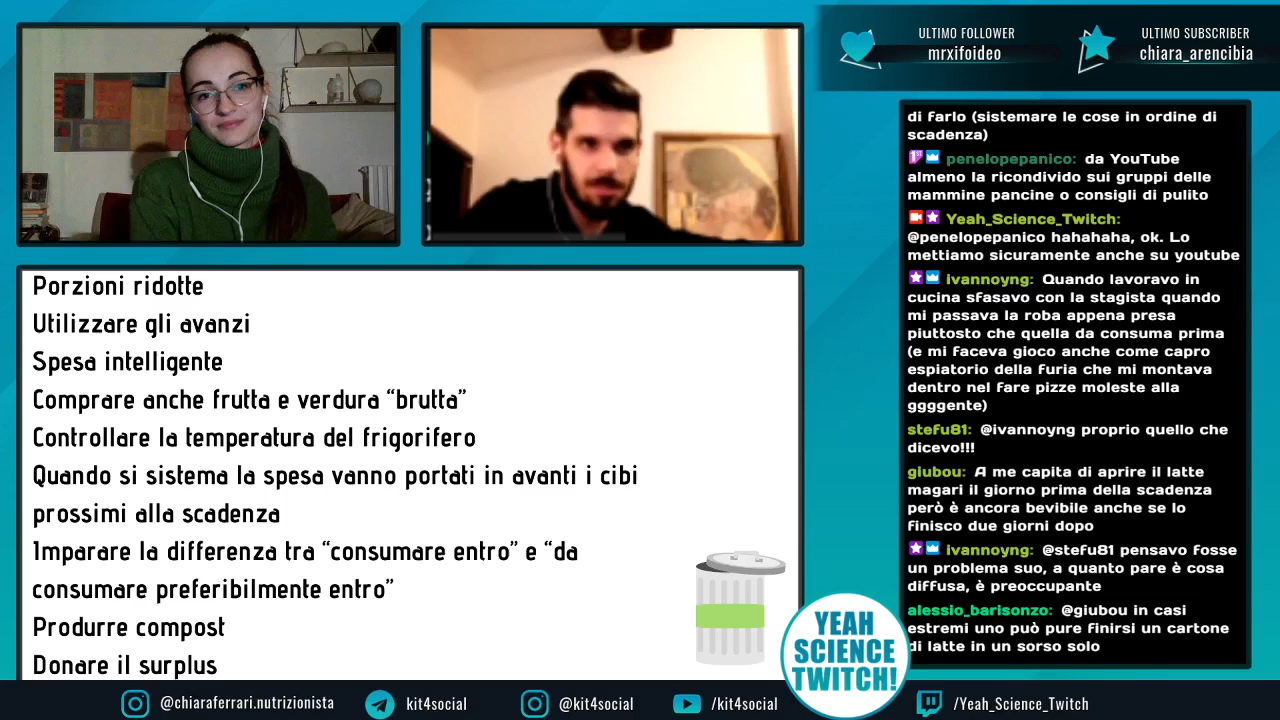 ULTIMO FOLLOWER
mrxifoideo
ULTIMO SUBSCRIBER
chiara_arencibia
Porzioni ridotte
Utilizzare gli avanzi
Spesa intelligente
Comprare anche frutta e verdura “brutta”
Controllare la temperatura del frigorifero
Quando si sistema la spesa vanno portati in avanti i cibi
prossimi alla scadenza
Imparare la differenza tra “consumare entro” e “da
consumare preferibilmente entro”
Produrre compost
Donare il surplus
di farlo (sistemare le cose in ordine di
scadenza)
penelopepanico: da YouTube
almeno la ricondivido sui gruppi delle
mammine pancine o consigli di pulito
Yeah_Science_Twitch:
@penelopepanico hahahaha, ok. Lo
mettiamo sicuramente anche su youtube
ivannoyng: Quando lavoravo in
cucina sfasavo con la stagista quando
mi passava la roba appena presa
piuttosto che quella da consuma prima
(e mi faceva gioco anche come capro
espiatorio della furia che mi montava
dentro nel fare pizze moleste alla
ggggente)
stefu81: @ivannoyng proprio quello che
dicevo!!!
giubou: A me capita di aprire il latte
magari il giorno prima della scadenza
però è ancora bevibile anche se lo
finisco due giorni dopo
ivannoyng: @stefu81 pensavo fosse
un problema suo, a quanto pare è cosa
diffusa, è preoccupante
alessio_barisonzo: @giubou in casi
estremi uno può pure finirsi un cartone
di latte in un sorso solo
YEAH
SCIENCE
TWITCH!
@chiaraferrari.nutrizionista
kit4social
@kit4social
/kit4social
/Yeah_Science_Twitch